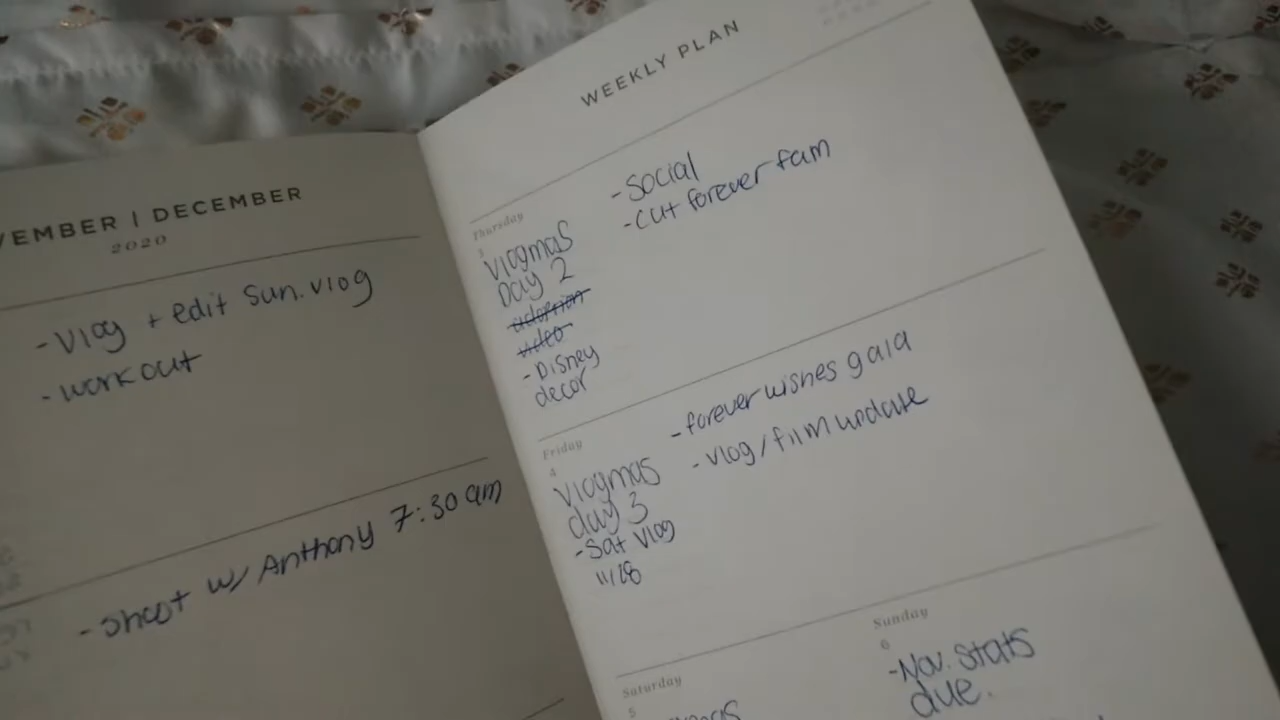 VEMBER | DECEMBER
2020
- Vlog + edit Sun. vlog
- workout
- shoot w/ Anthony 7:30 am
WEEKLY PLAN
Thursday
3
vlogmas
Day 2
video
- Disney
decor
- Social
- cut forever fam
Friday
4
vlogmas
day 3
- Sat vlog
11/28
- forever wishes gala
- vlog/film update
Saturday
5
Sunday
6
- Nov. stats
due.